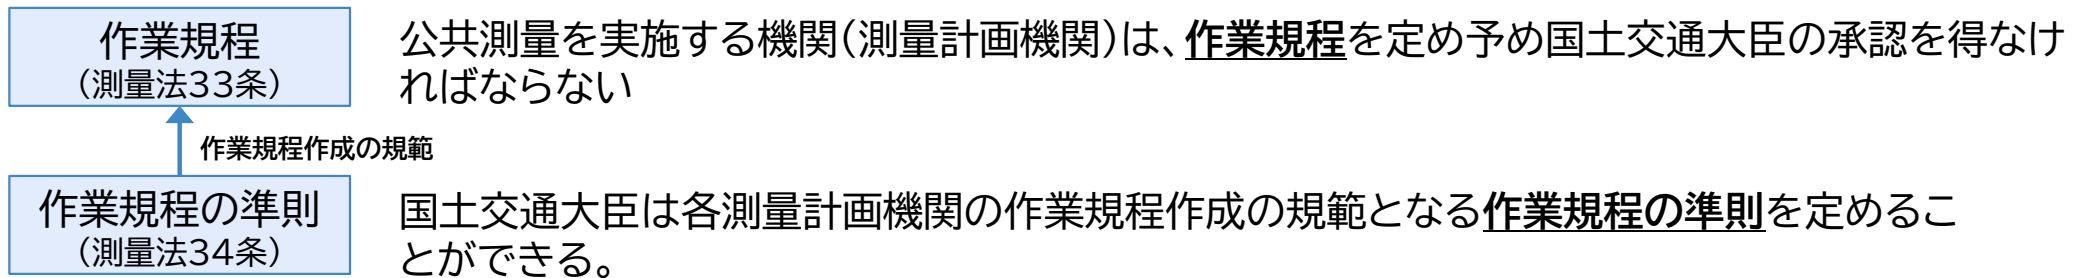 作業規程
（測量法33条）
公共測量を実施する機関（測量計画機関）は、作業規程を定め予め国土交通大臣の承認を得なけ
ればならない
作業規程作成の規範
作業規程の準則
（測量法34条）
国土交通大臣は各測量計画機関の作業規程作成の規範となる作業規程の準則を定めるこ
とができる。